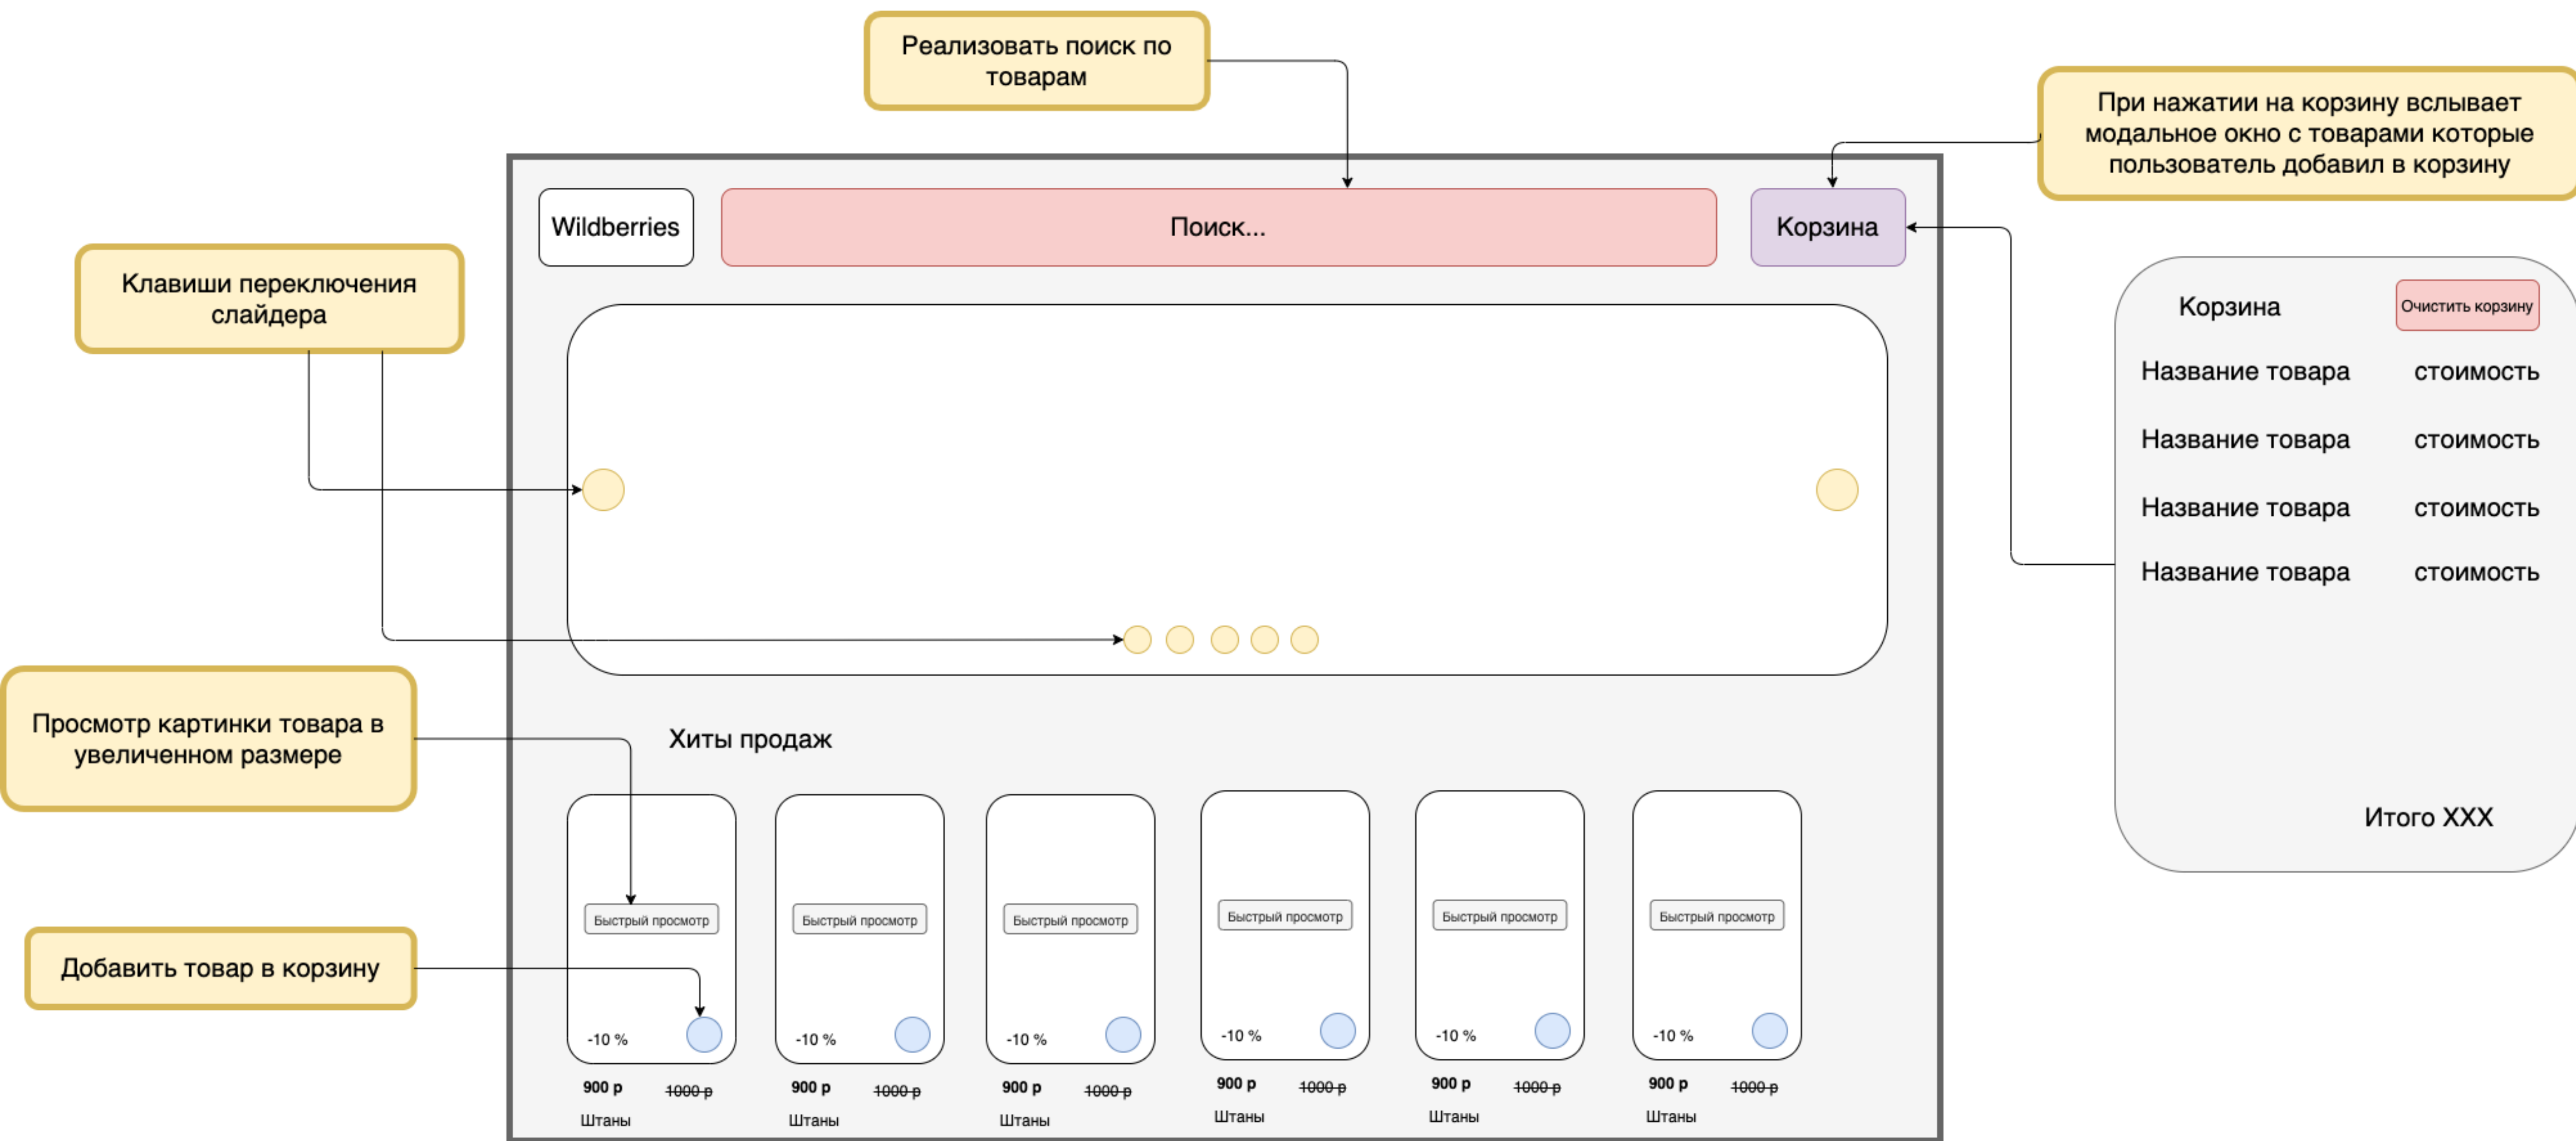 Реализовать поиск по
товарам
При нажатии на корзину вслывает
модальное окно с товарами которые
пользователь добавил в корзину
Wildberries
Поиск...
Корзина
Клавиши переключения
слайдера
Корзина
Очистить корзину
Название товара стоимость
Название товара стоимость
Название товара стоимость
Название товара стоимость
Итого XXX
Просмотр картинки товара в
увеличенном размере
Хиты продаж
Быстрый просмотр Быстрый просмотр Быстрый просмотр Быстрый просмотр Быстрый просмотр Быстрый просмотр
Добавить товар в корзину
-10 % -10 % -10 % -10 % -10 % -10 %
900 р 1000 р 900 р 1000 р 900 р 1000 р 900 р 1000 р 900 р 1000 р 900 р 1000 р
Штаны Штаны Штаны Штаны Штаны Штаны